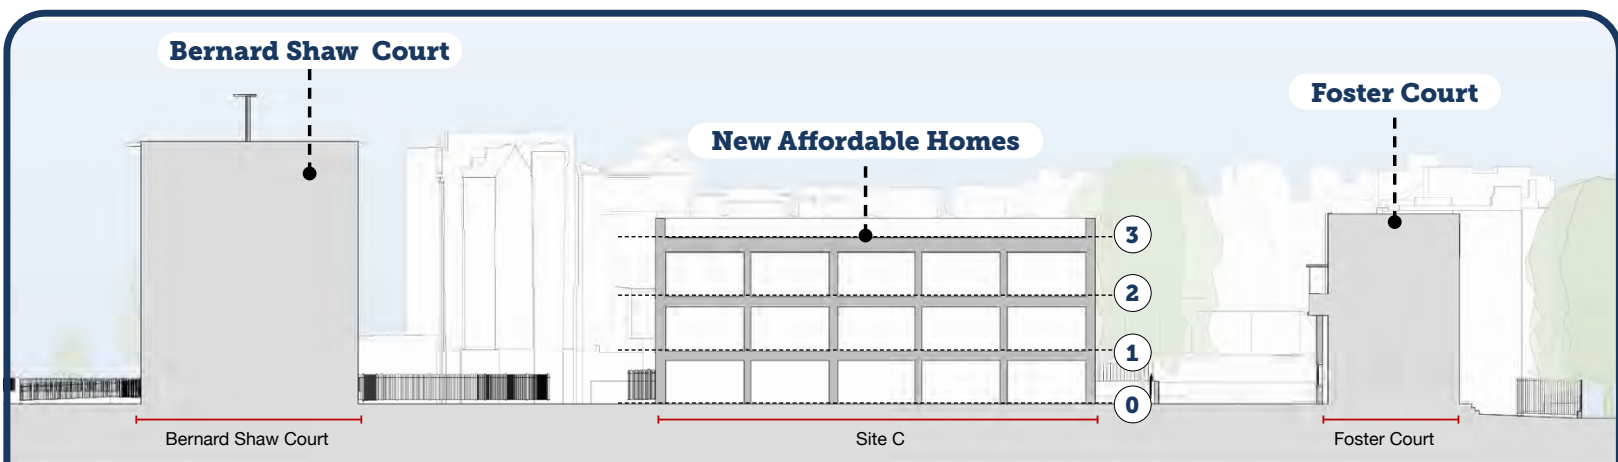 Bernard Shaw Court
Foster Court
New Affordable Homes
3
2
1
0
Bernard Shaw Court
Site C
Foster Court